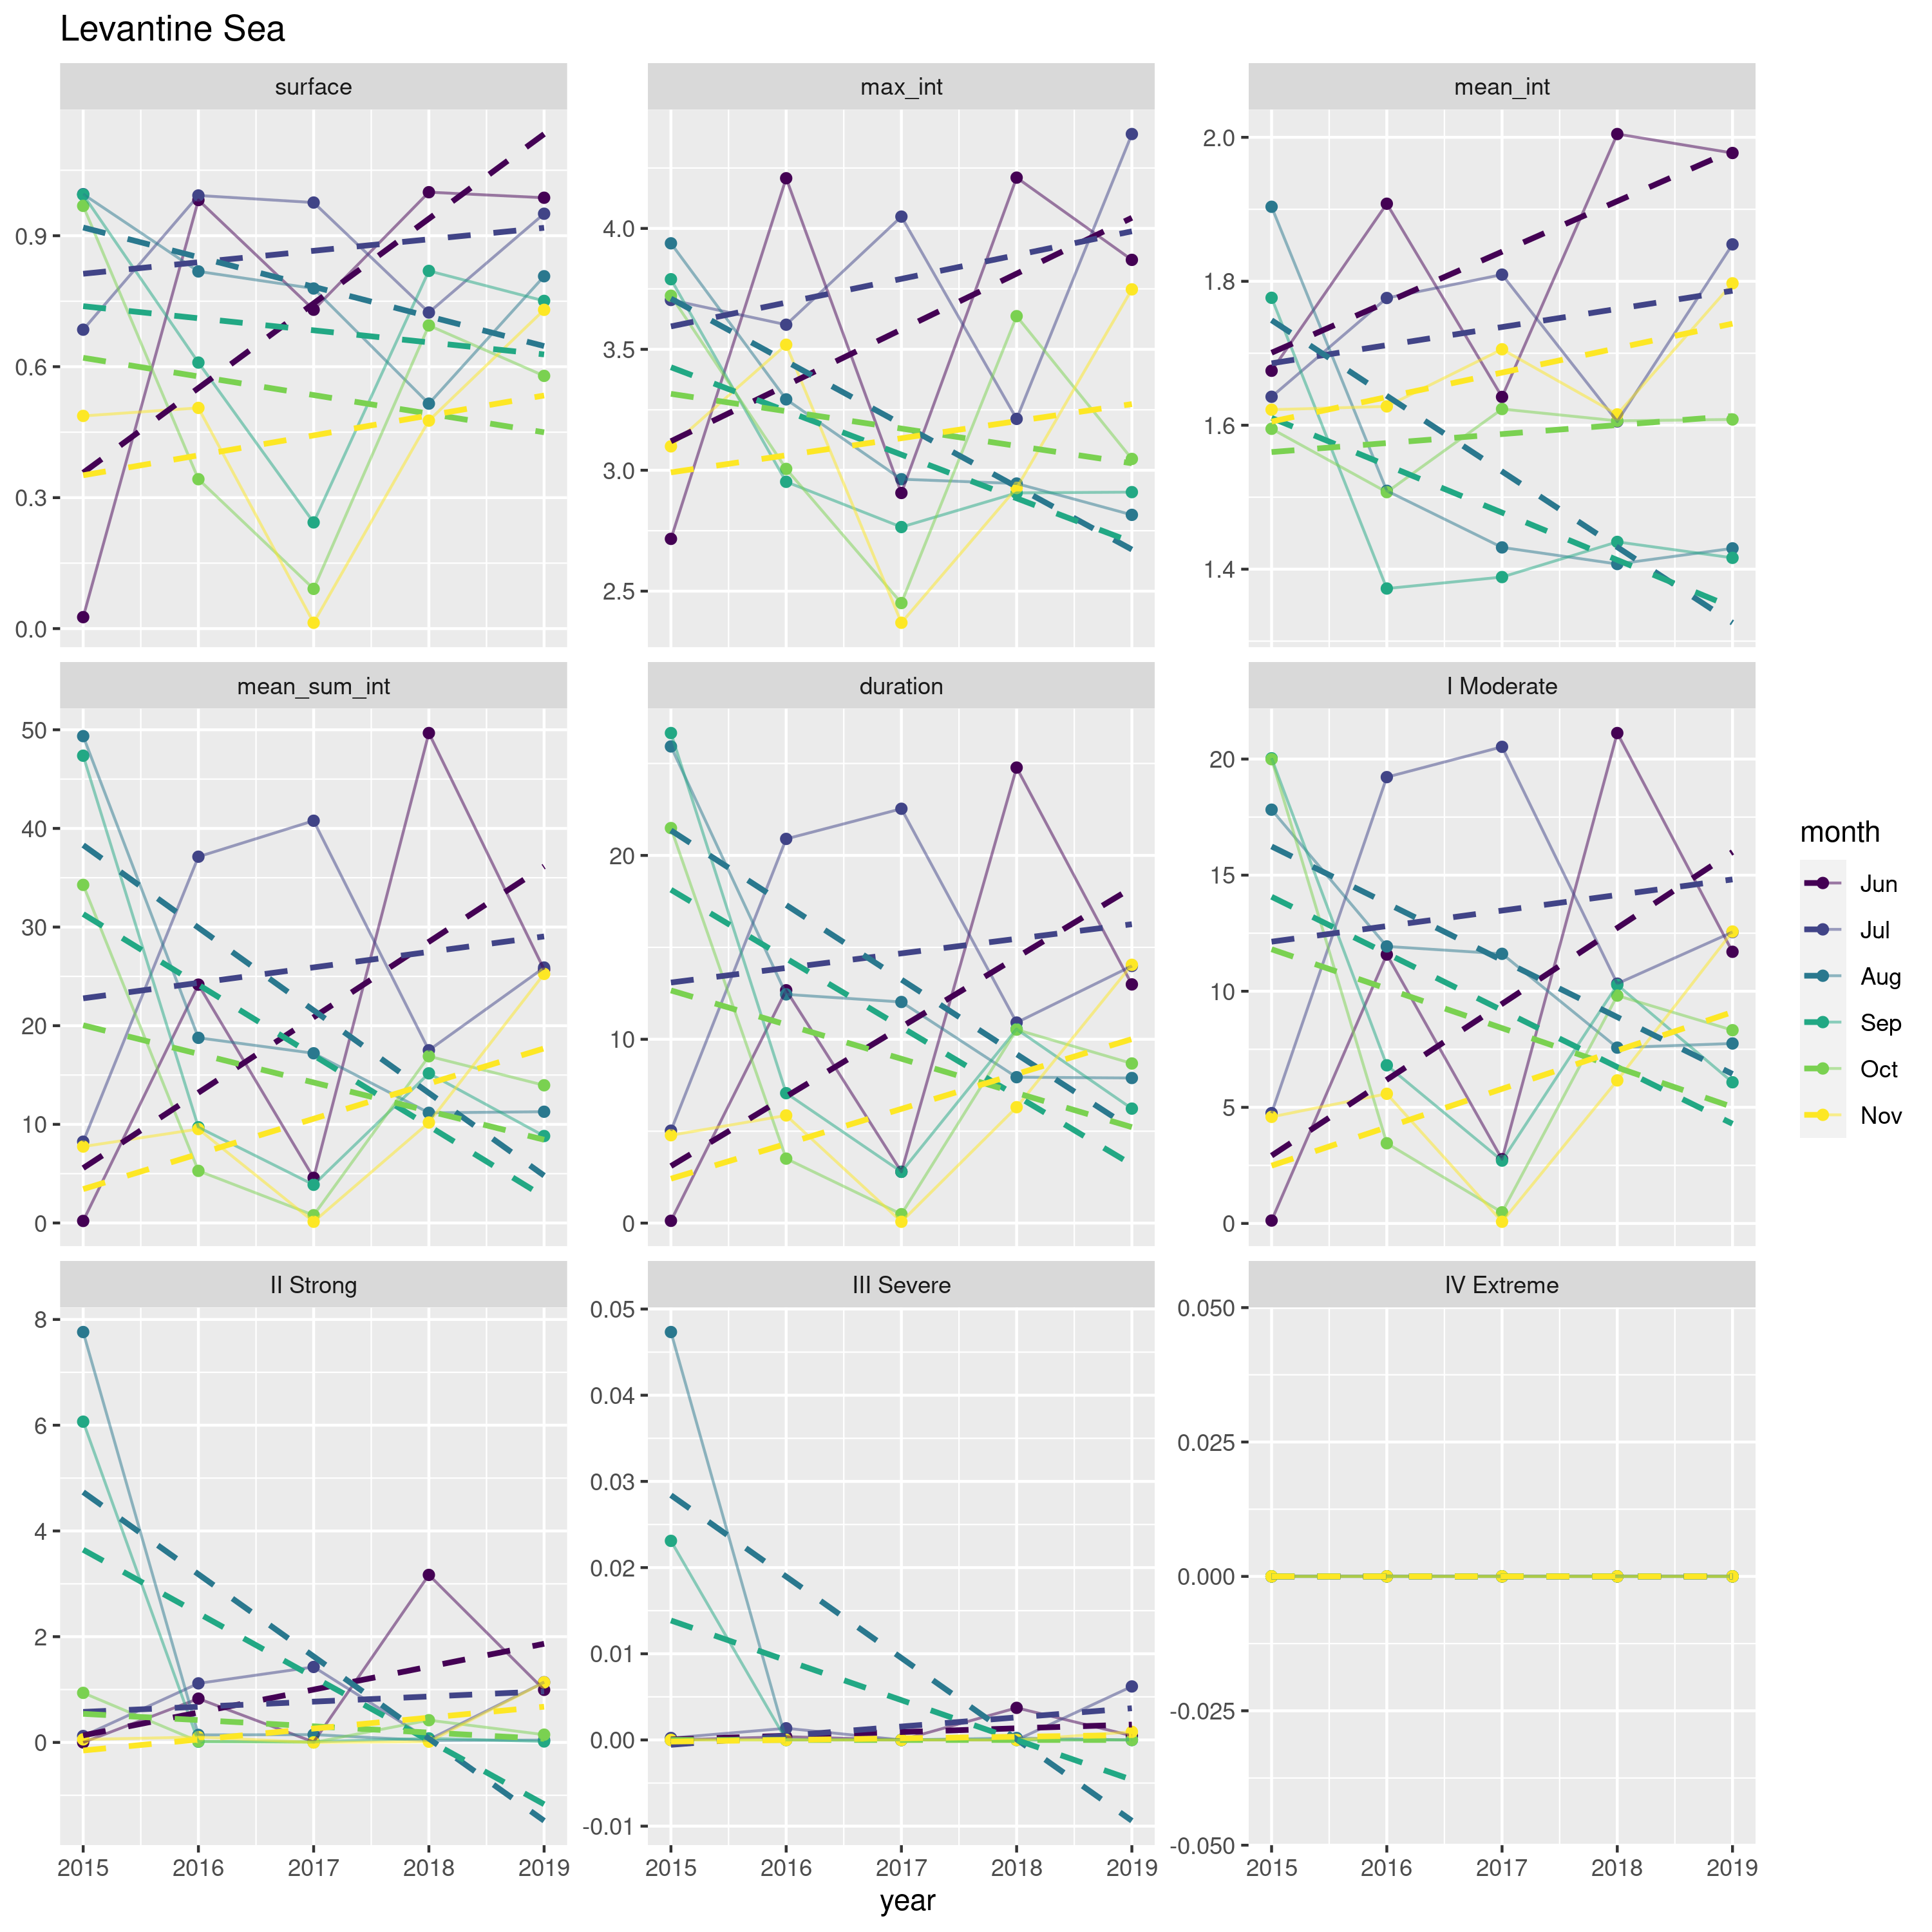 Levantine Sea
surface
max_int
mean_int
0.9
0.6
0.3
0.0
4.0
3.5
3.0
2.5
2.0
1.8
1.6
1.4
mean_sum_int
duration
I Moderate
50
40
30
20
10
0
20
10
0
20
15
10
5
0
month
Jun
Jul
Aug
Sep
Oct
Nov
II Strong
III Severe
IV Extreme
8
6
4
2
0
0.05
0.04
0.03
0.02
0.01
0.00
-0.01
0.050
0.025
0.000
-0.025
-0.050
2015 2016 2017 2018 2019
2015 2016 2017 2018 2019
2015 2016 2017 2018 2019
year